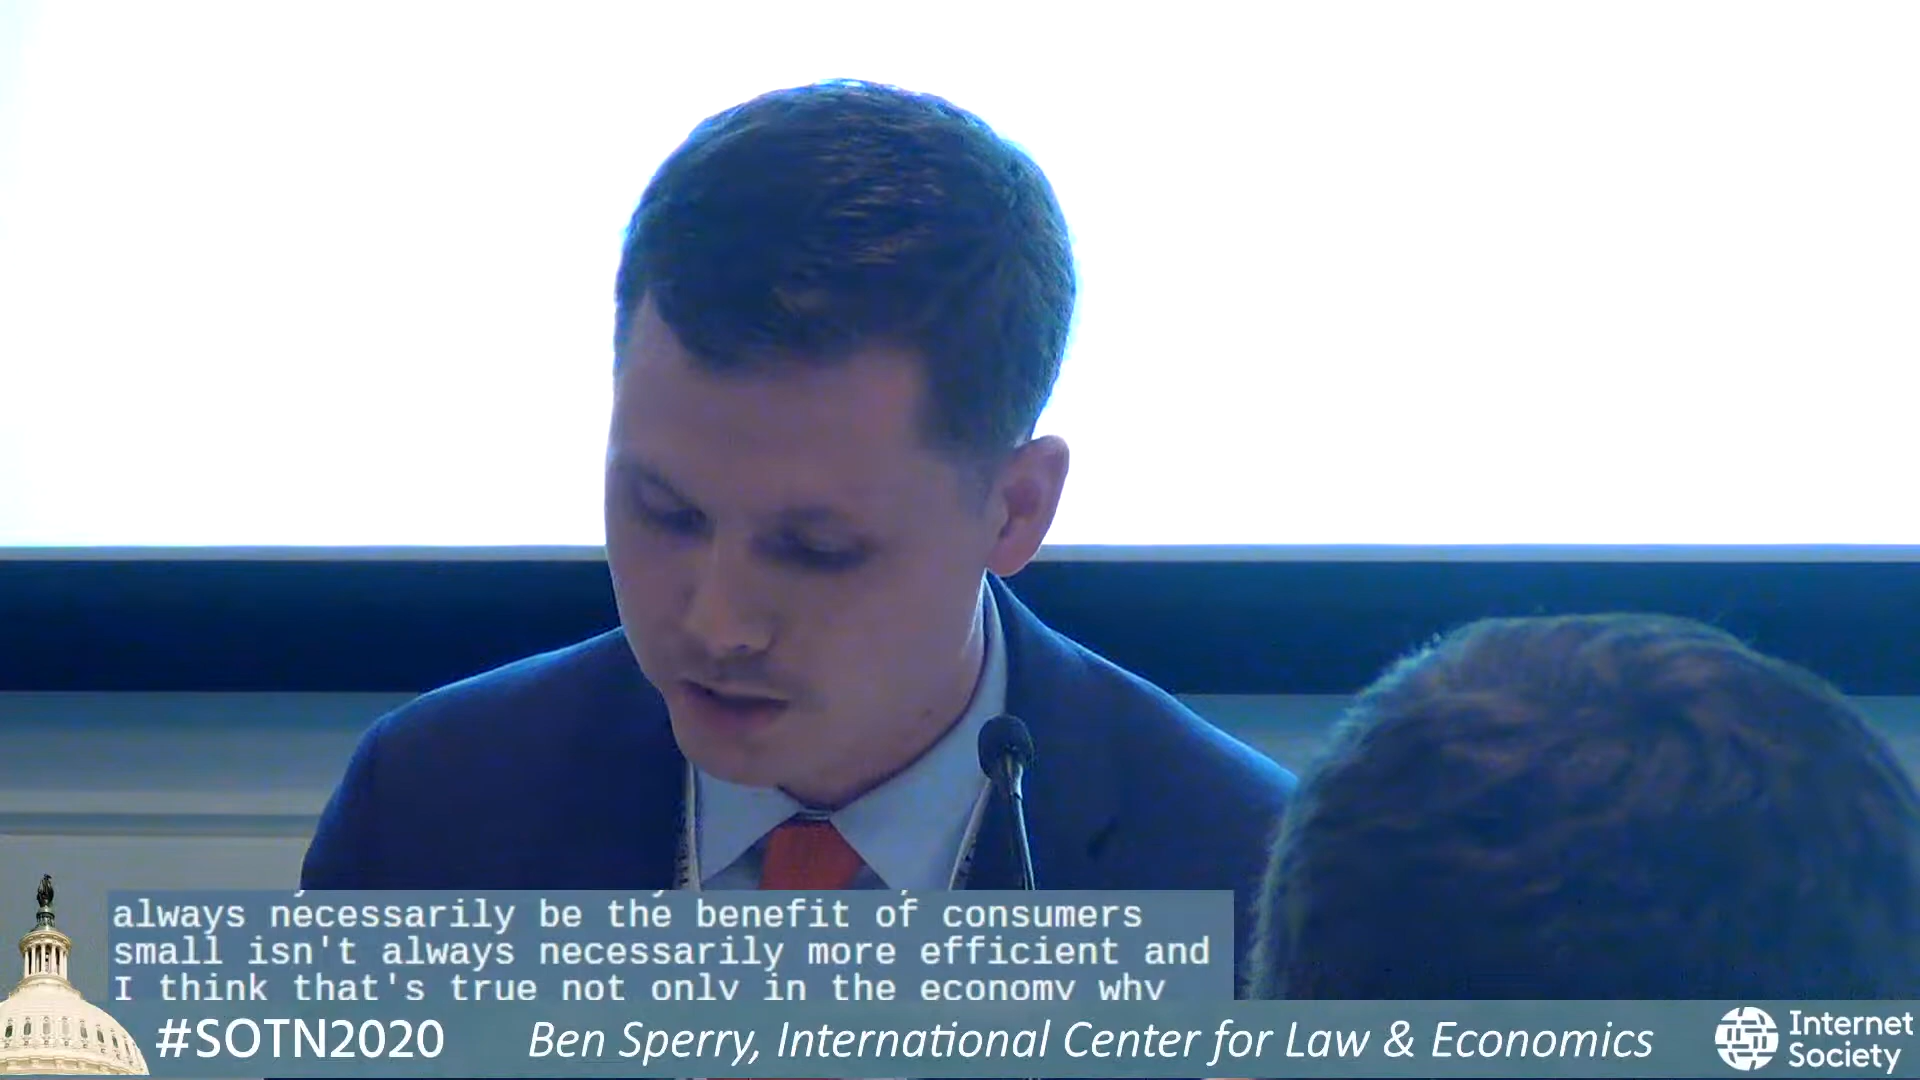 always necessarily be the benefit of consumers
small isn't always necessarily more efficient and
I think that's true not only in the economy why
#SOTN2020
Ben Sperry, International Center for Law & Economics
Internet
Society